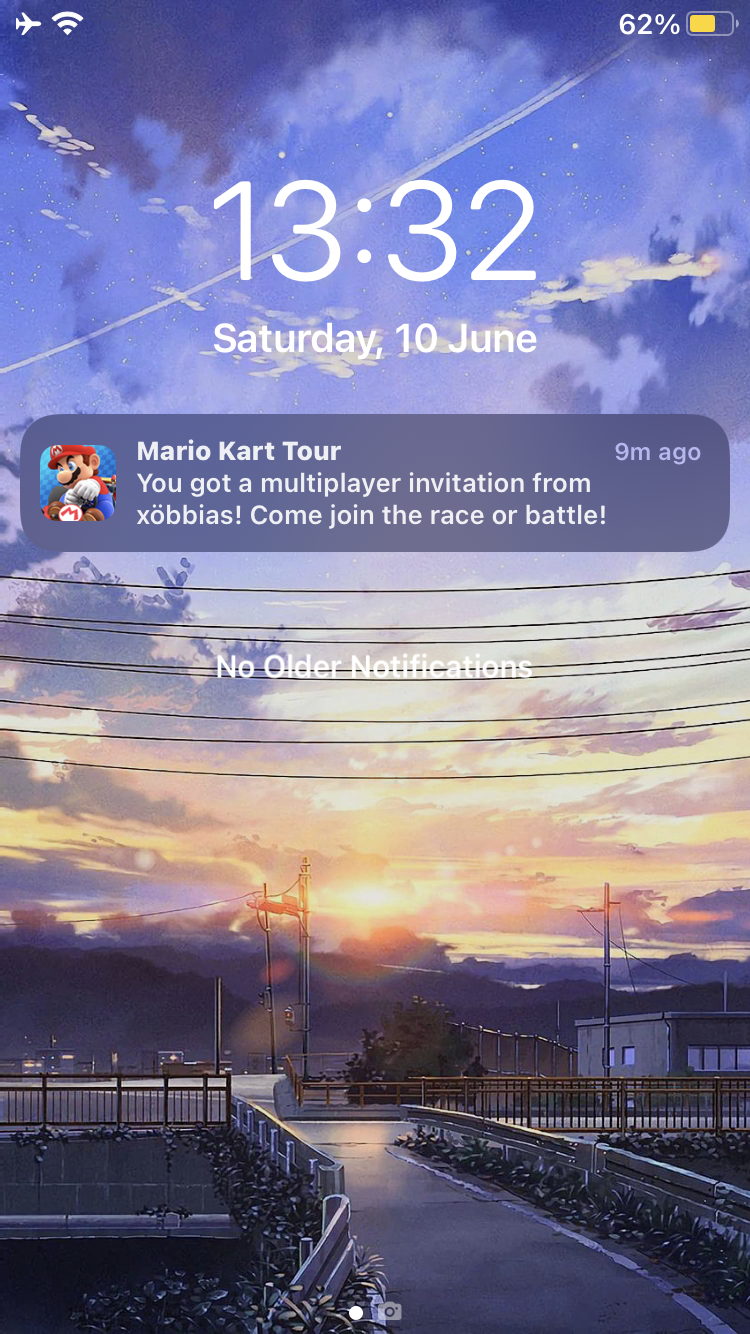 62%
13:32
Saturday, 10 June
Mario Kart Tour
9m ago
You got a multiplayer invitation from
xöbbias! Come join the race or battle!
No Older Notifications